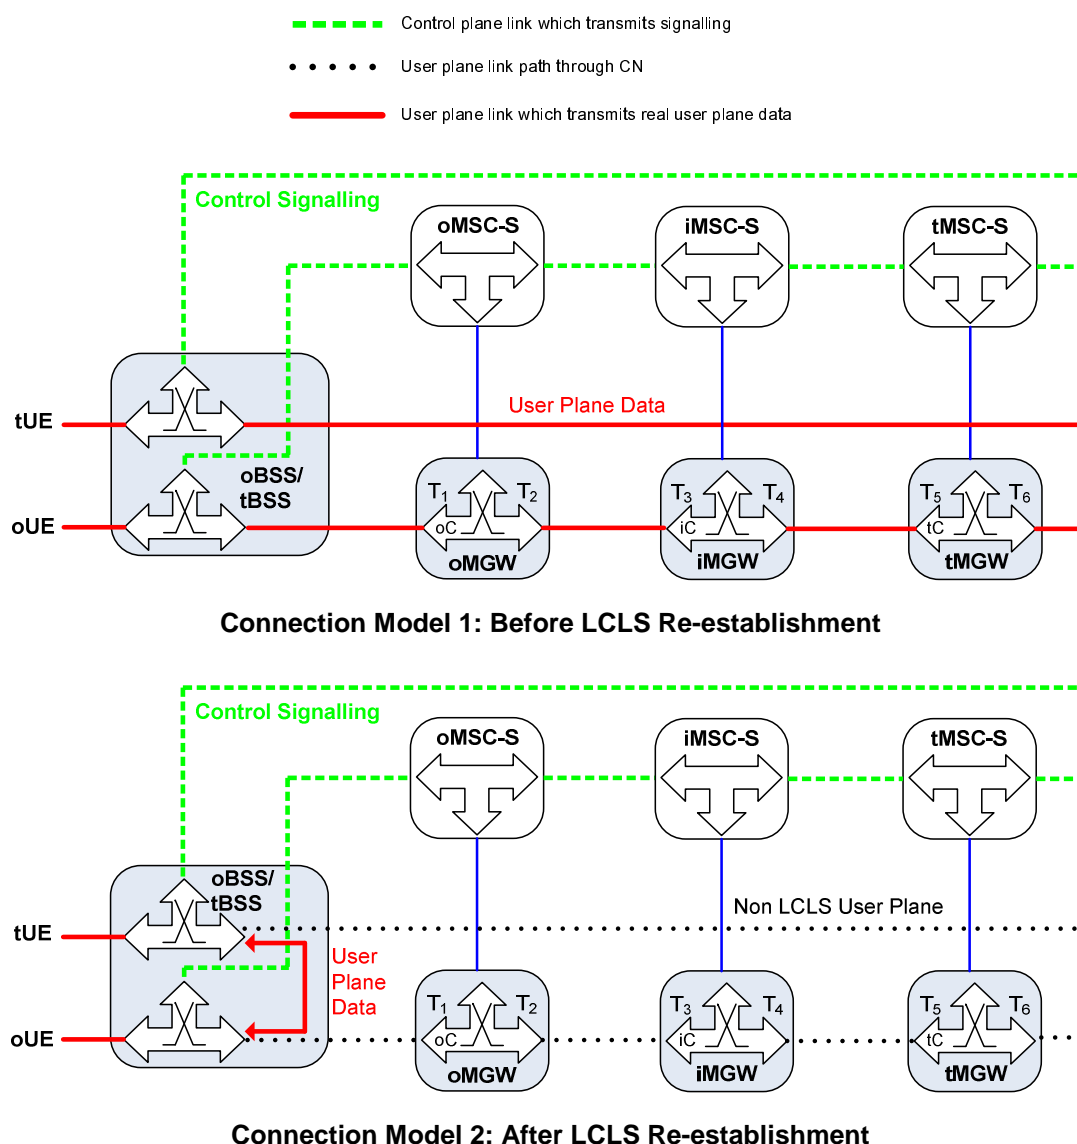 Control plane link which transmits signalling
User plane link path through CN
User plane link which transmits real user plane data
Control Signalling
oMSC-S
iMSC-S
tMSC-S
tUE
User Plane Data
oBSS/
tBSS
T1
T2
T3
T4
T5
T6
oUE
oC
iC
tC
oMGW
iMGW
tMGW
Connection Model 1: Before LCLS Re-establishment
Control Signalling
oMSC-S
iMSC-S
tMSC-S
oBSS/
tBSS
Non LCLS User Plane
tUE
User
Plane
Data
T1
T2
T3
T4
T5
T6
oUE
oC
iC
tC
oMGW
iMGW
tMGW
Connection Model 2: After LCLS Re-establishment